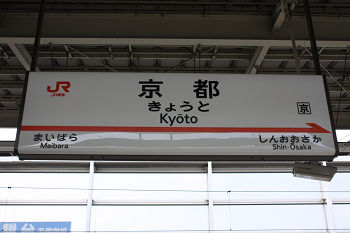 JR
JR東海
京都
京
きょうと
Kyōto
まいばら
Maibara
しんおおさか
Shin-Osaka